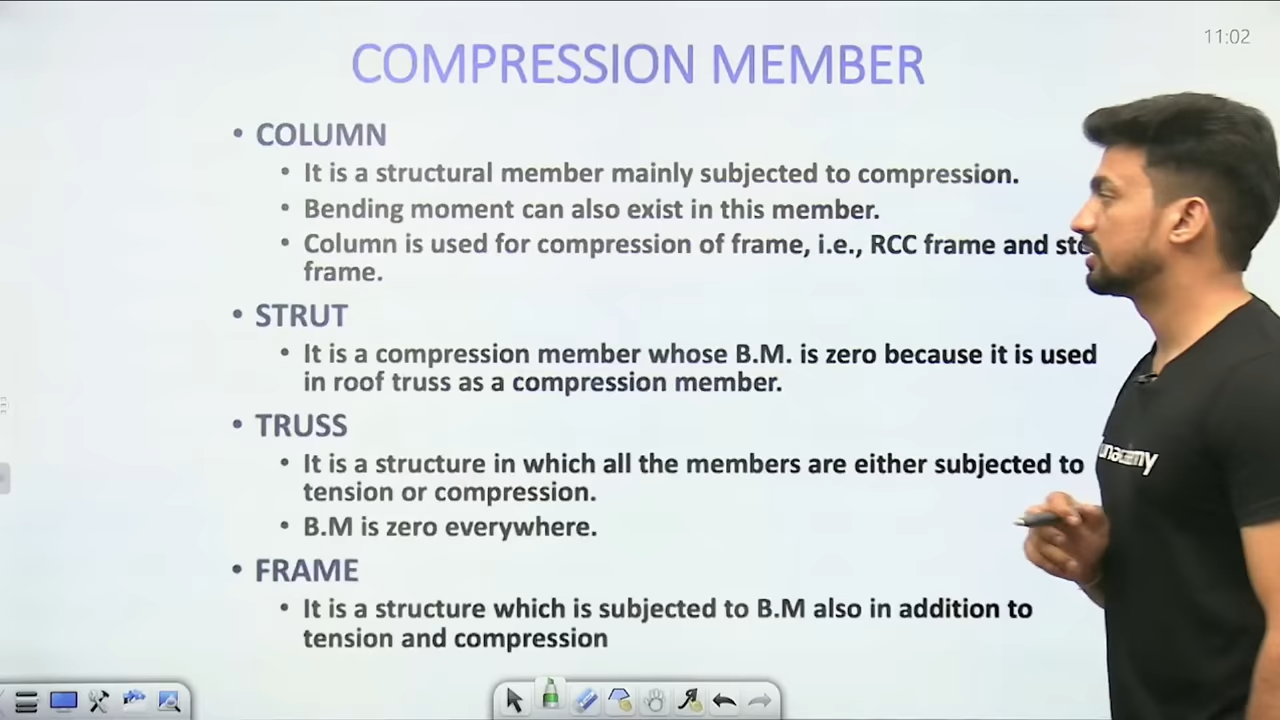 11:02
COMPRESSION MEMBER
• COLUMN
• It is a structural member mainly subjected to compression.
• Bending moment can also exist in this member.
• Column is used for compression of frame, i.e., RCC frame and
frame.
• STRUT
• It is a compression member whose B.M. is zero because it is used
in roof truss as a compression member.
• TRUSS
• It is a structure in which all the members are either subjected to
tension or compression.
• B.M is zero everywhere.
• FRAME
• It is a structure which is subjected to B.M also in addition to
tension and compression
unacademy